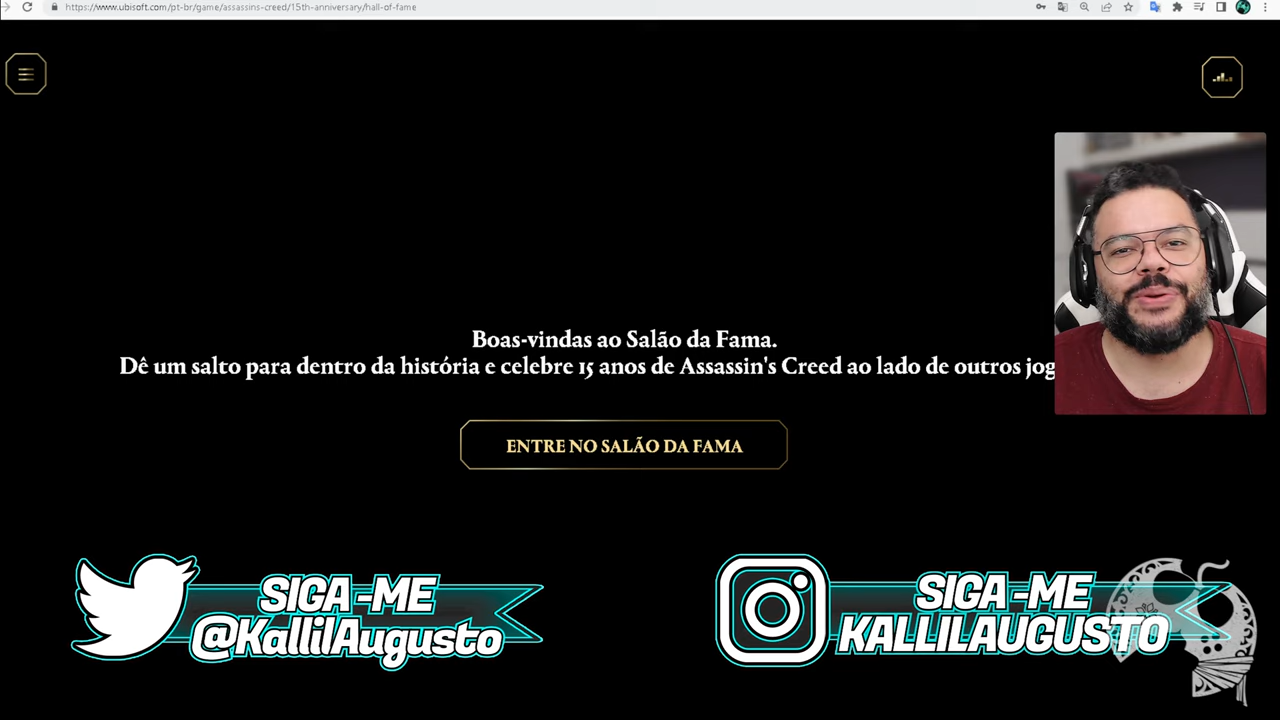 https://www.ubisoft.com/pt-br/game/assassins-creed/15th-anniversary/hall-of-fame
Boas-vindas ao Salão da Fama.
Dê um salto para dentro da história e celebre 15 anos de Assassin's Creed ao lado de outros jog
ENTRE NO SALÃO DA FAMA
SIGA-ME
@KallilAugusto
SIGA-ME
KALLILAUGUSTO